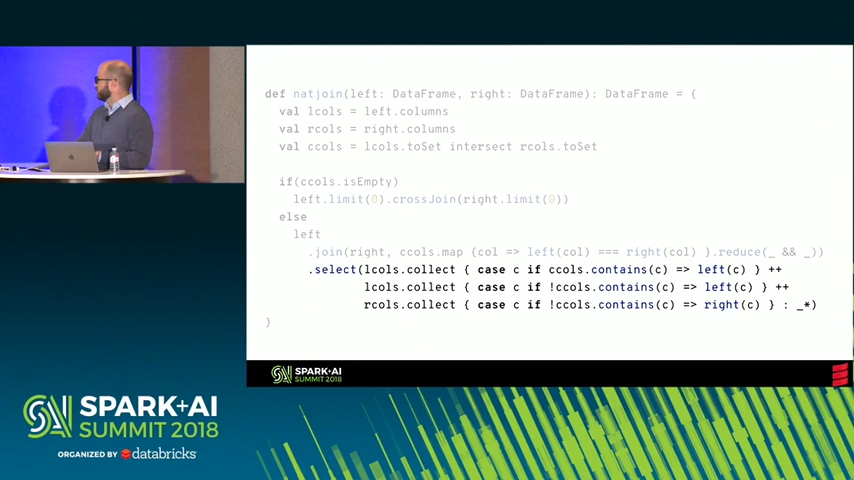 def natjoin(left: DataFrame, right: DataFrame): DataFrame = {
  val lcols = left.columns
  val rcols = right.columns
  val ccols = lcols.toSet intersect rcols.toSet
  if(ccols.isEmpty)
    left.limit(0).crossJoin(right.limit(0))
  else
    left
      .join(right, ccols.map {col => left(col) === right(col) }.reduce(_ && _))
      .select(lcols.collect { case c if ccols.contains(c) => left(c) } ++
              lcols.collect { case c if !ccols.contains(c) => left(c) } ++
              rcols.collect { case c if !ccols.contains(c) => right(c) } : _*)
}
SPARK+AI
SUMMIT 2018
SPARK+AI
SUMMIT 2018
ORGANIZED BY databricks